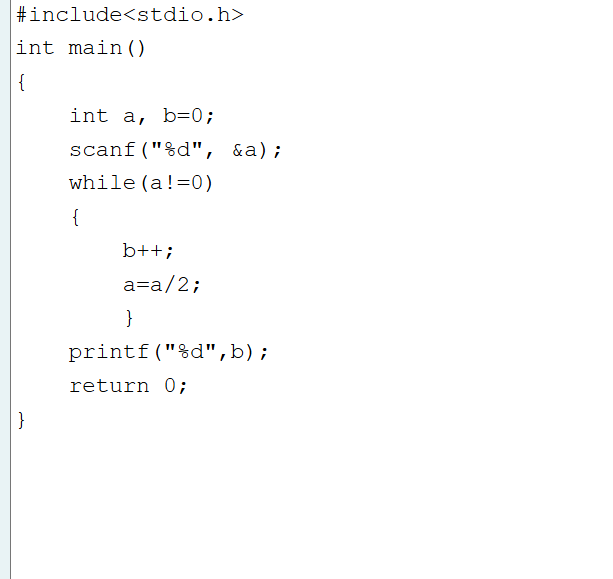 #include<stdio.h>
int main()
{
    int a, b=0;
    scanf("%d", &a);
    while(a!=0)
    {
        b++;
        a=a/2;
        }
    printf("%d",b);
    return 0;
}